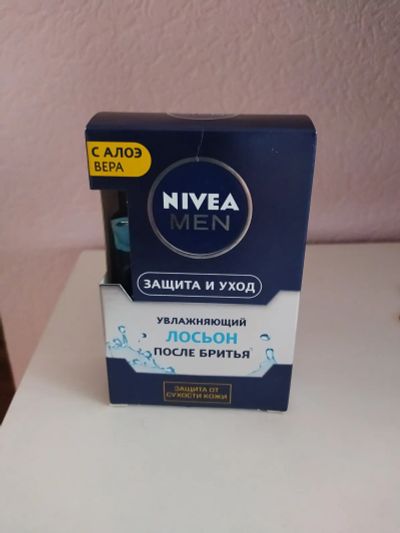 С АЛОЭ
ВЕРА
NIVEA
MEN
ЗАЩИТА И УХОД
УВЛАЖНЯЮЩИЙ
ЛОСЬОН
ПОСЛЕ БРИТЬЯ
ЗАЩИТА ОТ
СУХОСТИ КОЖИ